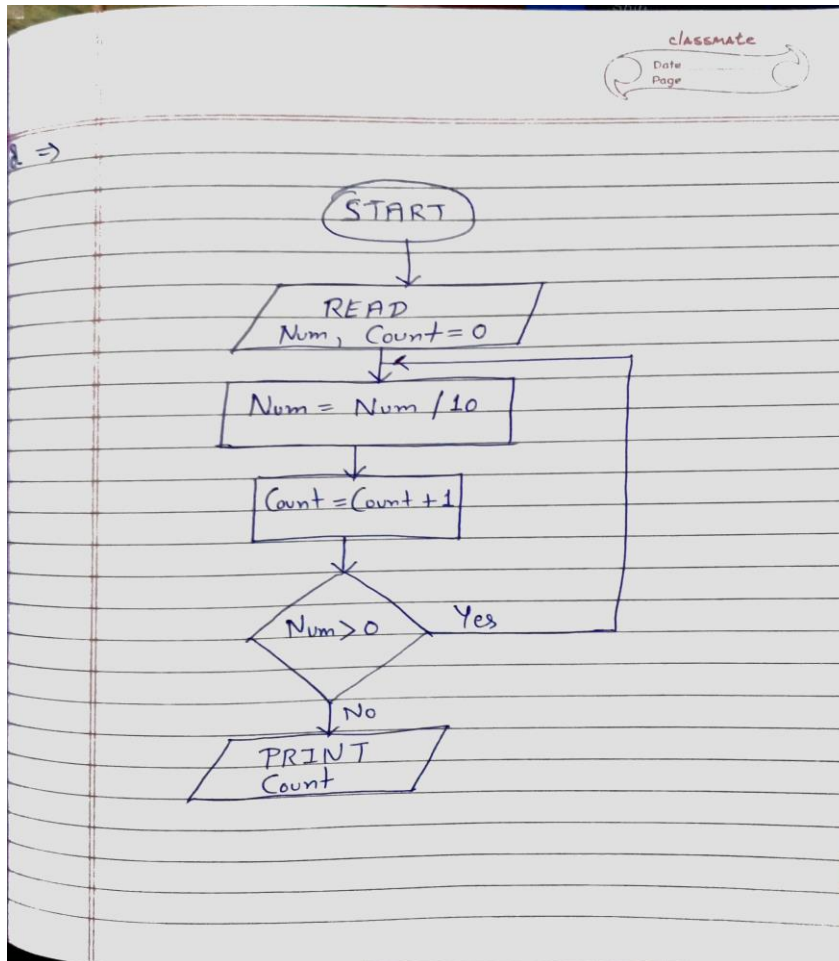 classmate
Date
Page
=>
START
READ
Num, Count = 0
Num = Num / 10
Count = Count + 1
Num > 0
Yes
No
PRINT
Count